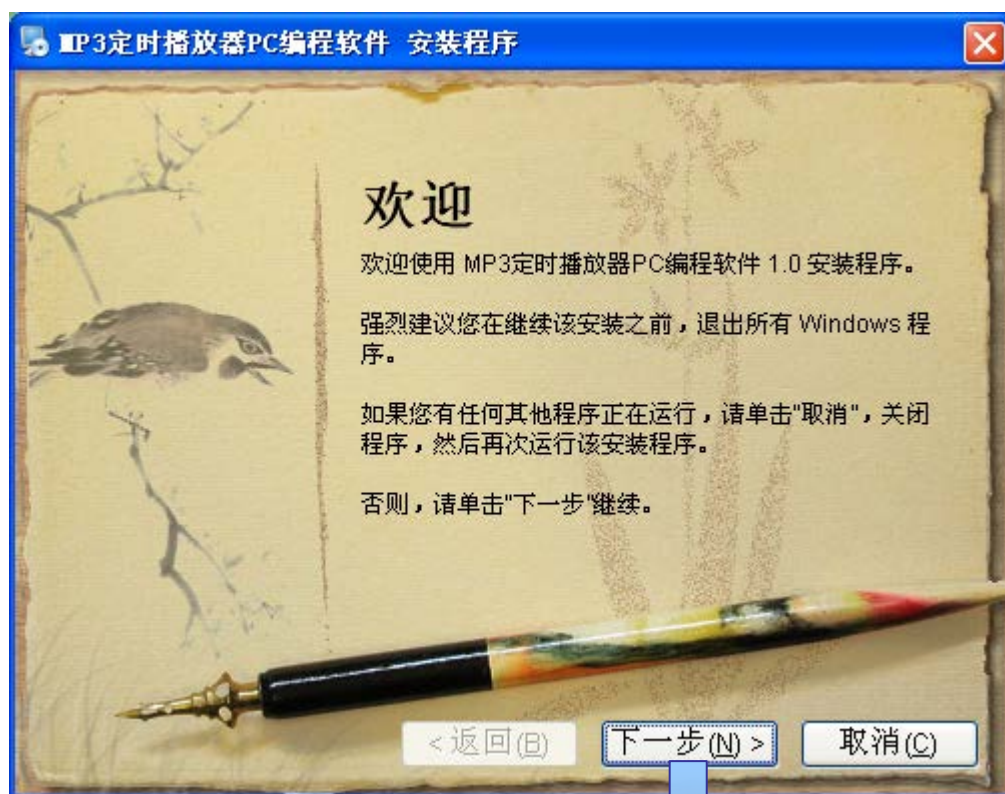 MP3定时播放器PC编程软件 安装程序
欢迎
欢迎使用 MP3定时播放器PC编程软件 1.0 安装程序。
强烈建议您在继续该安装之前，退出所有 Windows 程
序。
如果您有任何其他程序正在运行，请单击"取消"，关闭
程序，然后再次运行该安装程序。
否则，请单击"下一步"继续。
<返回(B)
下一步(N) >
取消(C)